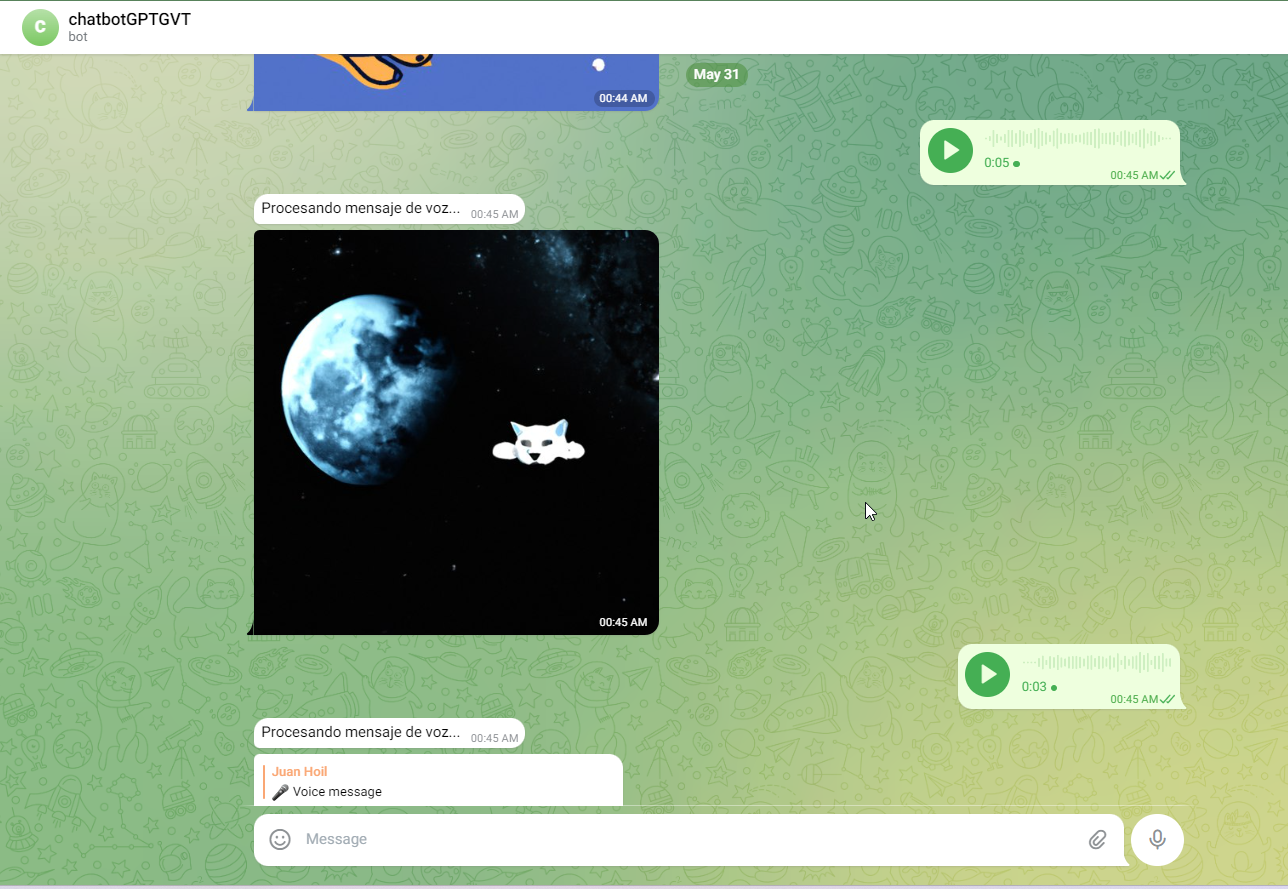 C
chatbotGPTGVT
bot
May 31
00:44 AM
0:05
00:45 AM
Procesando mensaje de voz... 00:45 AM
00:45 AM
0:03
00:45 AM
Procesando mensaje de voz... 00:45 AM
Juan Hoil
🎤 Voice message
Message